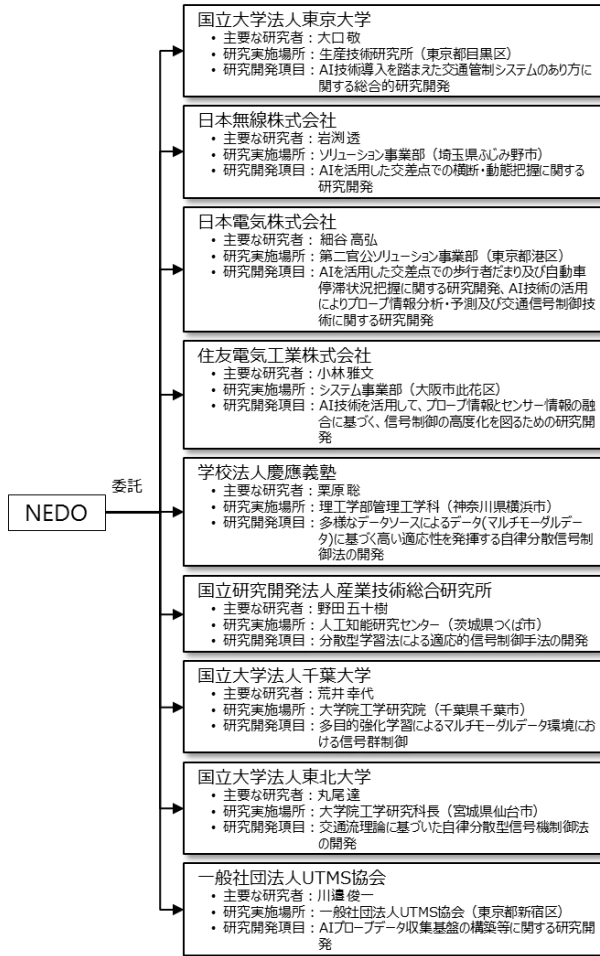 NEDO
委託
国立大学法人東京大学
• 主要な研究者：大口敬
• 研究実施場所：生産技術研究所（東京都目黒区）
• 研究開発項目：AI技術導入を踏まえた交通管制システムのあり方に
関する総合的研究開発
日本無線株式会社
• 主要な研究者：岩渕透
• 研究実施場所：ソリューション事業部（埼玉県ふじみ野市）
• 研究開発項目：AIを活用した交差点での横断・動態把握に関する
研究開発
日本電気株式会社
• 主要な研究者： 細谷高弘
• 研究実施場所：第二官公ソリューション事業部（東京都港区）
• 研究開発項目：AIを活用した交差点での歩行者だまり及び自動車
停滞状況把握に関する研究開発、AI技術の活用
によりプローブ情報分析・予測及び交通信号制御技
術に関する研究開発
住友電気工業株式会社
• 主要な研究者：小林雅文
• 研究実施場所：システム事業部（大阪市此花区）
• 研究開発項目：AI技術を活用して、プローブ情報とセンサー情報の融
合に基づく、信号制御の高度化を図るための研究開
発
学校法人慶應義塾
• 主要な研究者：栗原聡
• 研究実施場所：理工学部管理工学科（神奈川県横浜市）
• 研究開発項目：多様なデータソースによるデータ(マルチモーダルデー
タ)に基づく高い適応性を発揮する自律分散信号制
御法の開発
国立研究開発法人産業技術総合研究所
• 主要な研究者：野田五十樹
• 研究実施場所：人工知能研究センター（茨城県つくば市）
• 研究開発項目：分散型学習法による適応的信号制御手法の開発
国立大学法人千葉大学
• 主要な研究者：荒井幸代
• 研究実施場所：大学院工学研究院（千葉県千葉市）
• 研究開発項目：多目的強化学習によるマルチモーダルデータ環境にお
ける信号群制御
国立大学法人東北大学
• 主要な研究者：丸尾達
• 研究実施場所：大学院工学研究科長（宮城県仙台市）
• 研究開発項目：交通流理論に基づいた自律分散型信号機制御法
の開発
一般社団法人UTMS協会
• 主要な研究者：川邉俊一
• 研究実施場所：一般社団法人UTMS協会（東京都新宿区）
• 研究開発項目：AIプローブデータ収集基盤の構築等に関する研究開
発